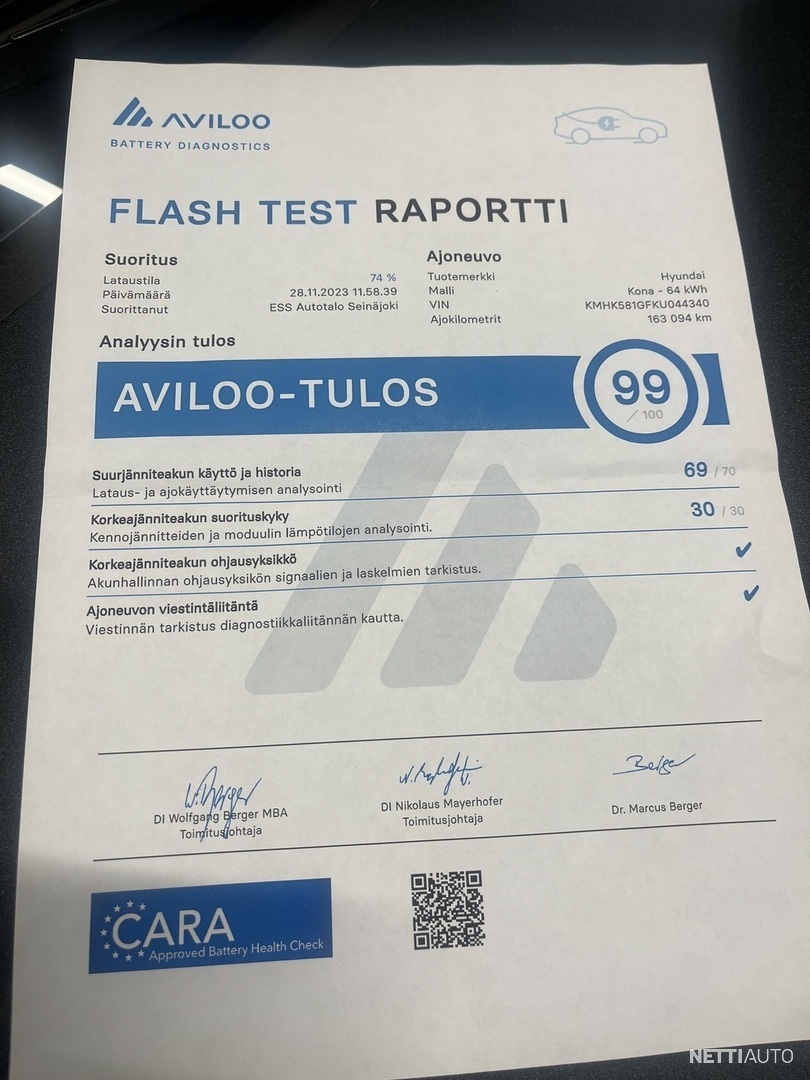 AVILOO
BATTERY DIAGNOSTICS
FLASH TEST RAPORTTI
Suoritus
Lataustila 74 %
Päivämäärä 28.11.2023 11.58.39
Suorittanut ESS Autotalo Seinäjoki
Ajoneuvo
Tuotemerkki Hyundai
Malli Kona - 64 kWh
VIN KMHK581GFKU044340
Ajokilometrit 163 094 km
Analyysin tulos
AVILOO-TULOS 99 / 100
Suurjänniteakun käyttö ja historia 69 / 70
Lataus- ja ajokäyttäytymisen analysointi
Korkeajänniteakun suorituskyky 30 / 30
Kennojännitteiden ja moduulin lämpötilojen analysointi.
Korkeajänniteakun ohjausyksikkö ✔
Akunhallinnan ohjausyksikön signaalien ja laskelmien tarkistus.
Ajoneuvon viestintäliitäntä ✔
Viestinnän tarkistus diagnostiikkaliitännän kautta.
DI Wolfgang Berger MBA
Toimitusjohtaja
DI Nikolaus Mayerhofer
Toimitusjohtaja
Berger
Dr. Marcus Berger
CARA
Approved Battery Health Check
NETTIAUTO